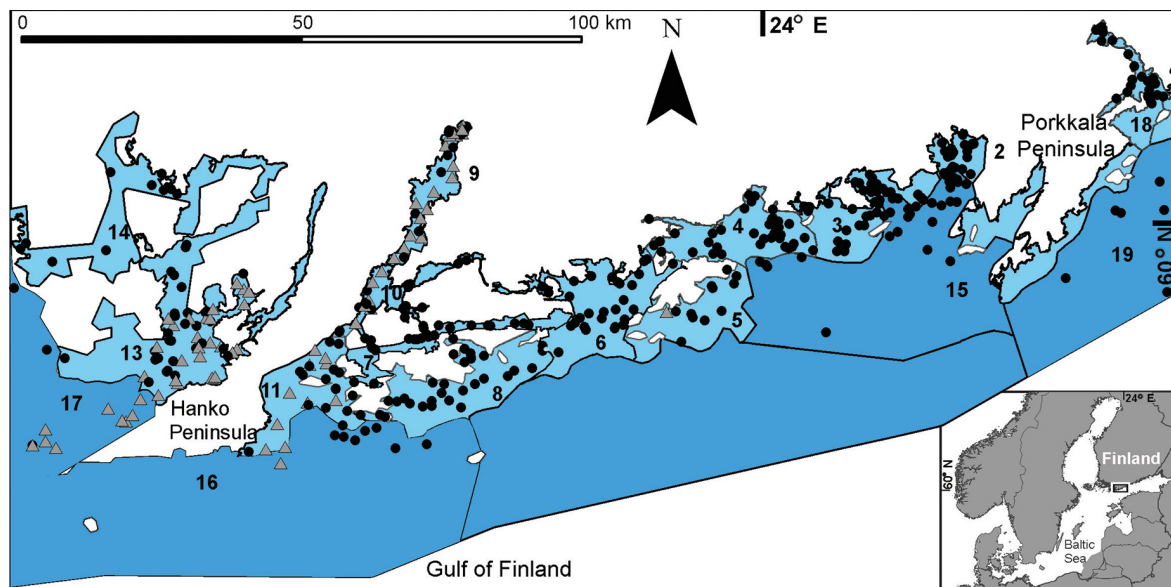 0
50
100 km
N
24° E
Porkkala
Peninsula
18
2
9
4
3
14
19
60° N
10
15
5
6
13
7
11
8
17
Hanko
Peninsula
16
Gulf of Finland
24° E
60° N
Finland
Baltic
Sea